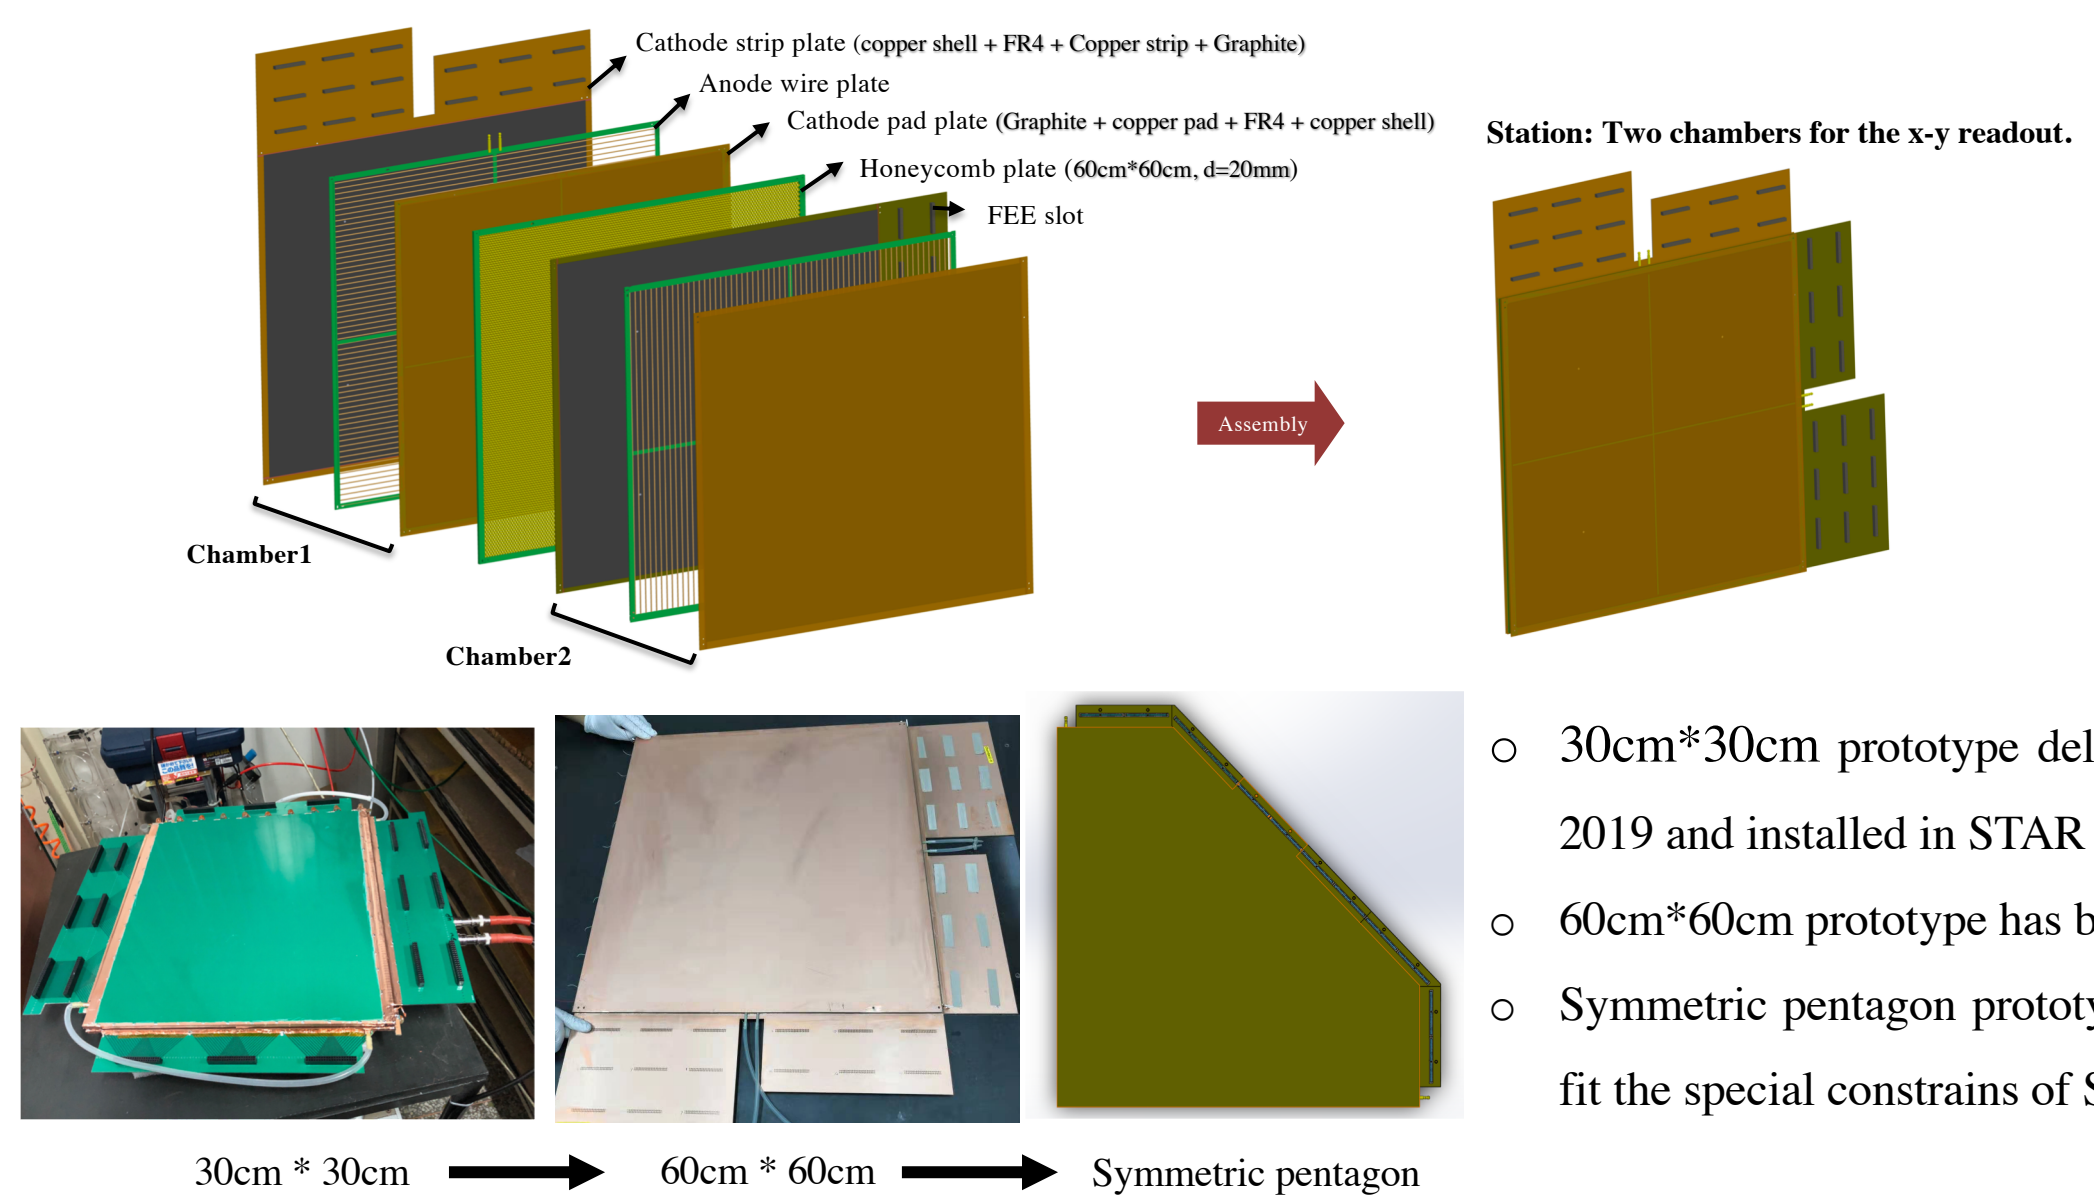 Cathode strip plate (copper shell + FR4 + Copper strip + Graphite)
Anode wire plate
Cathode pad plate (Graphite + copper pad + FR4 + copper shell)
Honeycomb plate (60cm*60cm, d=20mm)
FEE slot
Station: Two chambers for the x-y readout.
Assembly
Chamber1
Chamber2
○ 30cm*30cm prototype del
2019 and installed in STAR
○ 60cm*60cm prototype has b
○ Symmetric pentagon prototy
fit the special constrains of S
30cm * 30cm
60cm * 60cm
Symmetric pentagon